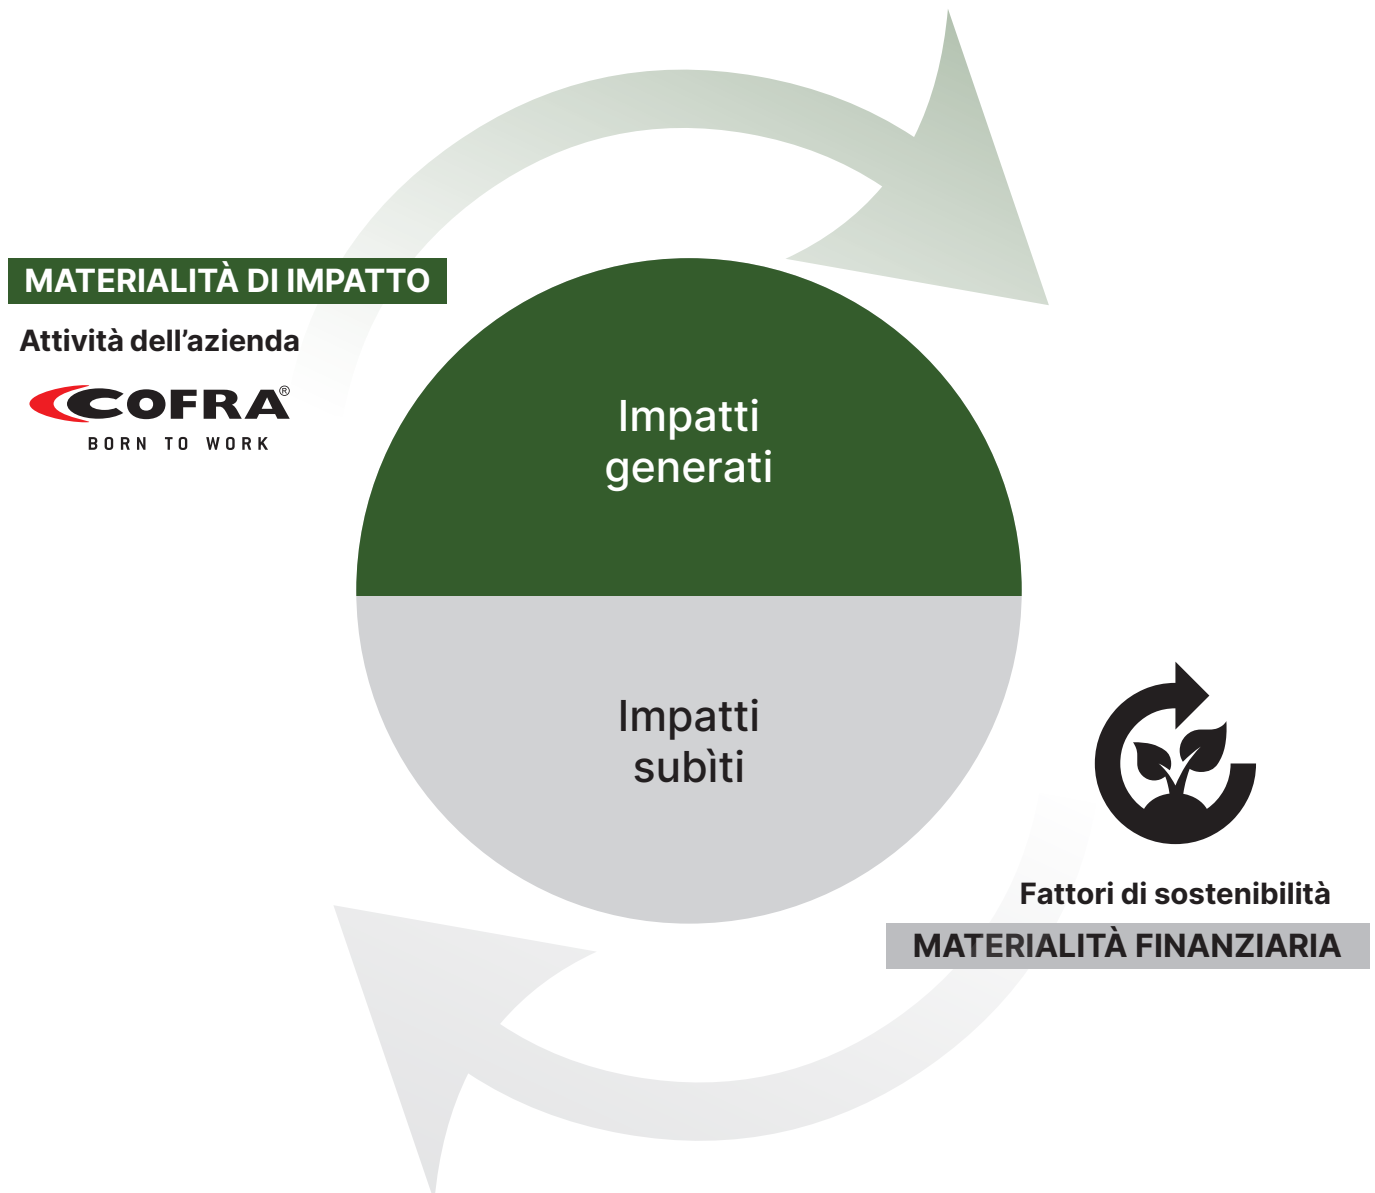 MATERIALITÀ DI IMPATTO
Attività dell’azienda
COFRA®
BORN TO WORK
Impatti
generati
Impatti
subìti
Fattori di sostenibilità
MATERIALITÀ FINANZIARIA